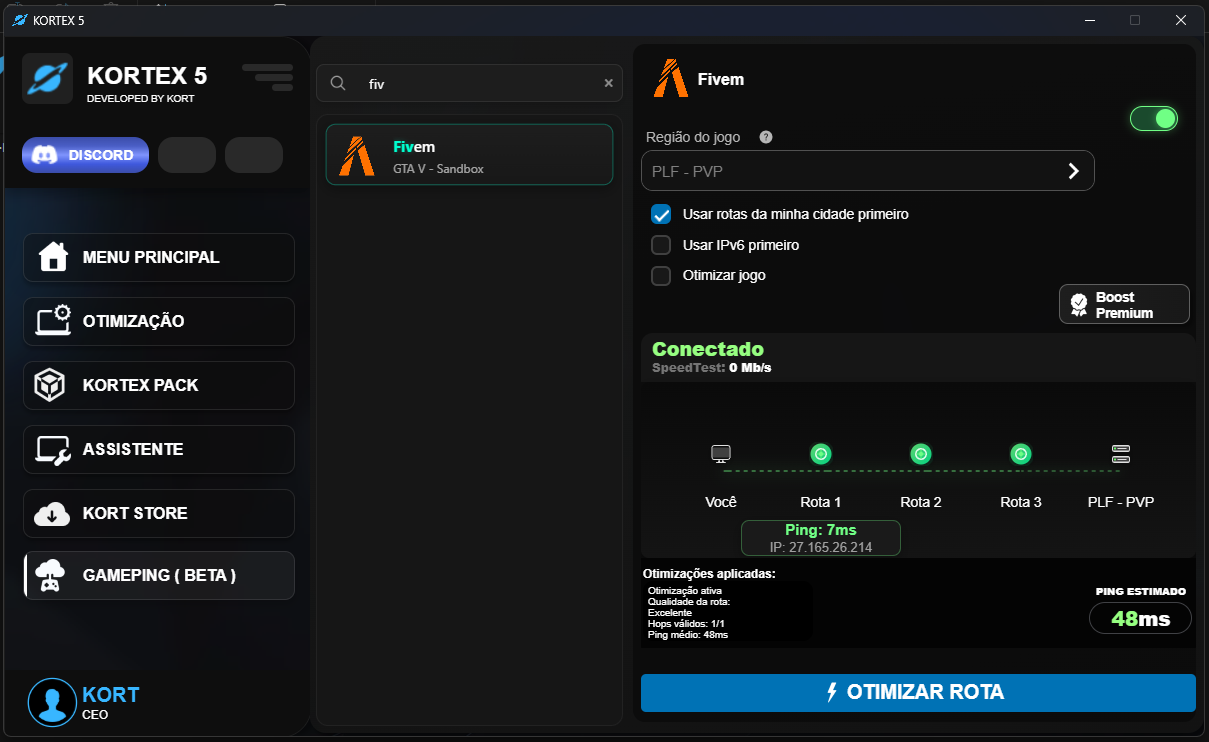 KORTEX 5
KORTEX 5
DEVELOPED BY KORT
DISCORD
MENU PRINCIPAL
OTIMIZAÇÃO
KORTEX PACK
ASSISTENTE
KORT STORE
GAMEPING ( BETA )
KORT
CEO
fiv
Fivem
GTA V - Sandbox
Fivem
Região do jogo
PLF - PVP
Usar rotas da minha cidade primeiro
Usar IPv6 primeiro
Otimizar jogo
Boost
Premium
Conectado
SpeedTest: 0 Mb/s
Você Rota 1 Rota 2 Rota 3 PLF - PVP
Ping: 7ms
IP: 27.165.26.214
Otimizações aplicadas:
Otimização ativa
Qualidade da rota:
Excelente
Hops válidos: 1/1
Ping médio: 48ms
PING ESTIMADO
48ms
OTIMIZAR ROTA